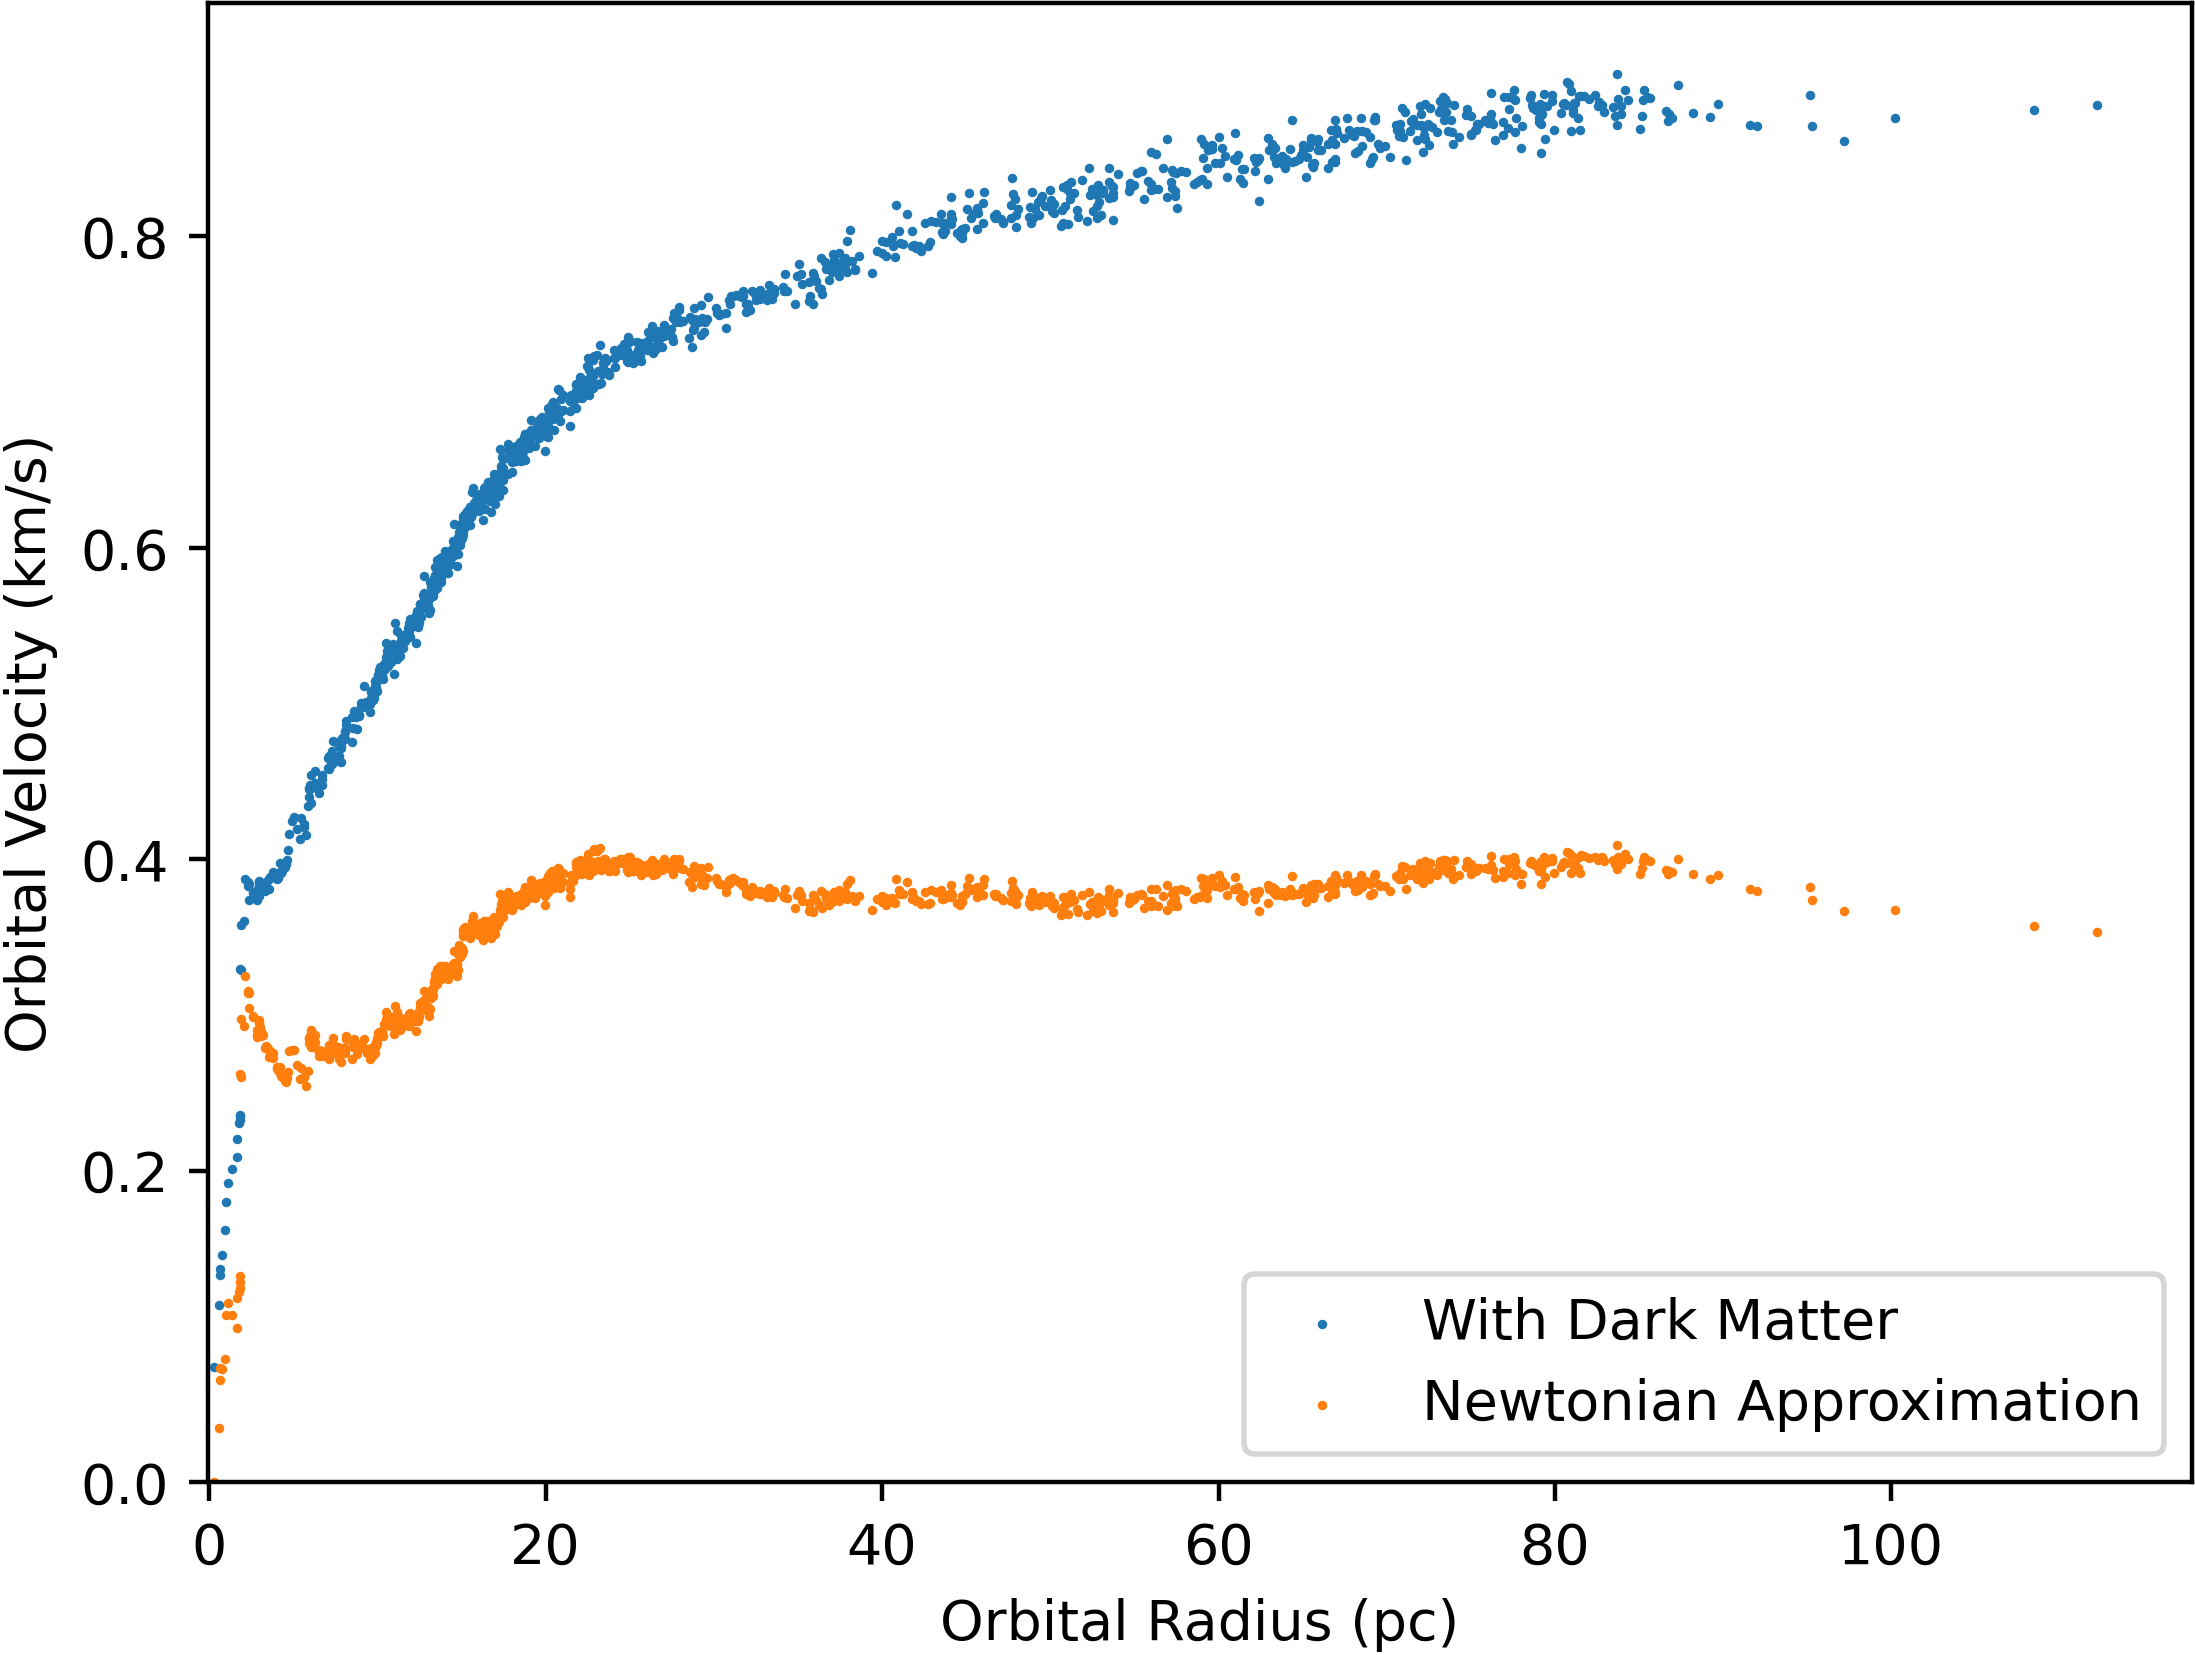 Orbital Velocity (km/s)
0.8
0.6
0.4
0.2
0.0
0 20 40 60 80 100
Orbital Radius (pc)
With Dark Matter
Newtonian Approximation